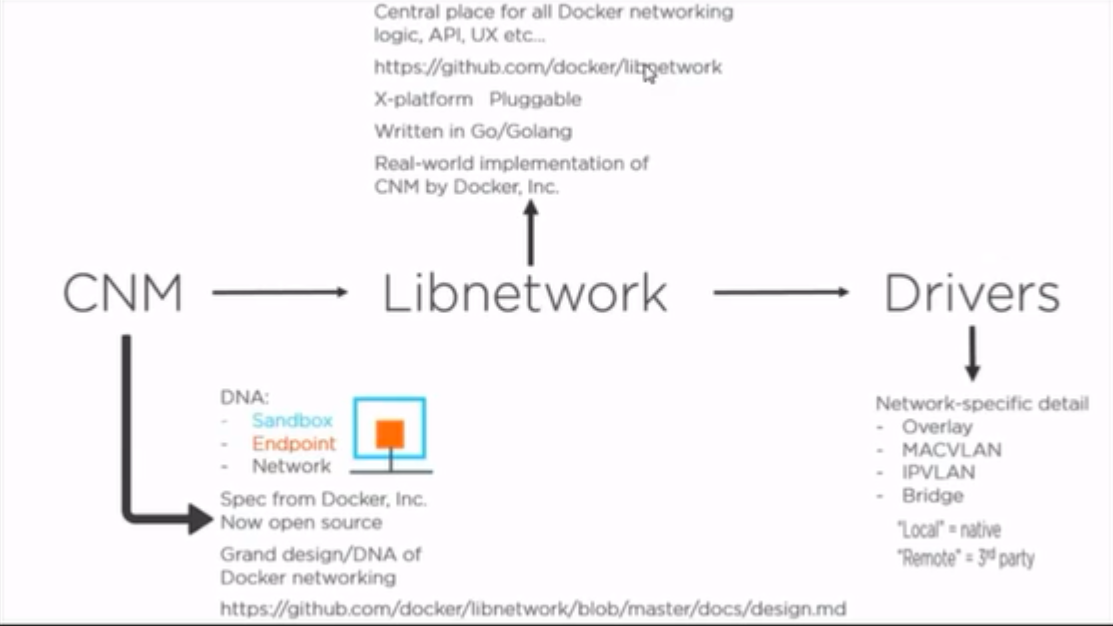 Central place for all Docker networking
logic, API, UX etc...
https://github.com/docker/libnetwork
X-platform Pluggable
Written in Go/Golang
Real-world implementation of
CNM by Docker, Inc.
CNM
Libnetwork
Drivers
DNA:
- Sandbox
- Endpoint
- Network
Spec from Docker, Inc.
Now open source
Grand design/DNA of
Docker networking
https://github.com/docker/libnetwork/blob/master/docs/design.md
Network-specific detail
- Overlay
- MACVLAN
- IPVLAN
- Bridge
"Local" = native
"Remote" = 3rd party